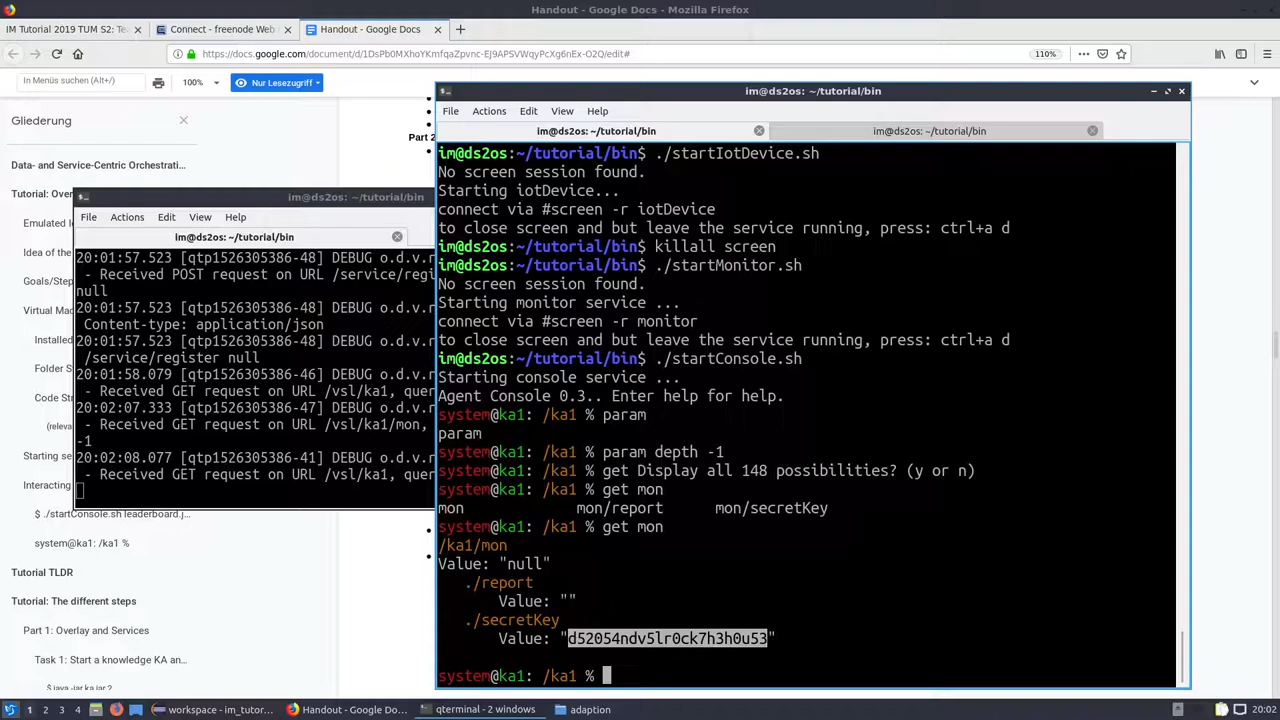 Handout - Google Docs - Mozilla Firefox
IM Tutorial 2019 TUM S2: Te
Connect - freenode Web
Handout - Google Docs
https://docs.google.com/document/d/1DsPb0MXhoYKmfqaZpvnc-EJ9APSVWqyPcXg6nEx-O2Q/edit#
110%
In Menüs suchen (Alt+/)
100%
Nur Lesezugriff
Gliederung
Data- and Service-Centric Orchestrati...
Tutorial: Over
Emulated I
Idea of the
Goals/Step
Virtual Mac
Installed
Folder S
Code Str
(relev
Starting se
Interacting
$ ./startConsole.sh leaderboard.j...
system@ka1: /ka1 %
Tutorial TLDR
Tutorial: The different steps
Part 1: Overlay and Services
Task 1: Start a knowledge KA an...
$ java -jar ka.jar 2
Part 2
im@ds2os: ~/tutorial/bin
File Actions Edit View Help
im@ds2os: ~/tutorial/bin
20:01:57.523 [qtp1526305386-48] DEBUG o.d.v.r
- Received POST request on URL /service/regi
null
20:01:57.523 [qtp1526305386-48] DEBUG o.d.v.r
Content-type: application/json
20:01:57.523 [qtp1526305386-48] DEBUG o.d.v.r
/service/register null
20:01:58.079 [qtp1526305386-46] DEBUG o.d.v.r
- Received GET request on URL /vsl/ka1, quer
20:02:07.333 [qtp1526305386-47] DEBUG o.d.v.r
- Received GET request on URL /vsl/ka1/mon,
-1
20:02:08.077 [qtp1526305386-41] DEBUG o.d.v.r
- Received GET request on URL /vsl/ka1, quer
im@ds2os: ~/tutorial/bin
File Actions Edit View Help
im@ds2os: ~/tutorial/bin
im@ds2os: ~/tutorial/bin
im@ds2os:~/tutorial/bin$ ./startIotDevice.sh
No screen session found.
Starting iotDevice...
connect via #screen -r iotDevice
to close screen and but leave the service running, press: ctrl+a d
im@ds2os:~/tutorial/bin$ killall screen
im@ds2os:~/tutorial/bin$ ./startMonitor.sh
No screen session found.
Starting monitor service ...
connect via #screen -r monitor
to close screen and but leave the service running, press: ctrl+a d
im@ds2os:~/tutorial/bin$ ./startConsole.sh
Starting console service ...
Agent Console 0.3.. Enter help for help.
system@ka1: /ka1 % param
param
system@ka1: /ka1 % param depth -1
system@ka1: /ka1 % get Display all 148 possibilities? (y or n)
system@ka1: /ka1 % get mon
mon mon/report mon/secretKey
system@ka1: /ka1 % get mon
/ka1/mon
Value: "null"
./report
Value: ""
./secretKey
Value: "d52054ndv5lr0ck7h3h0u53"
system@ka1: /ka1 %
1 2 3 4
workspace - im_tutor...
Handout - Google Do...
qterminal - 2 windows
adaption
20:02